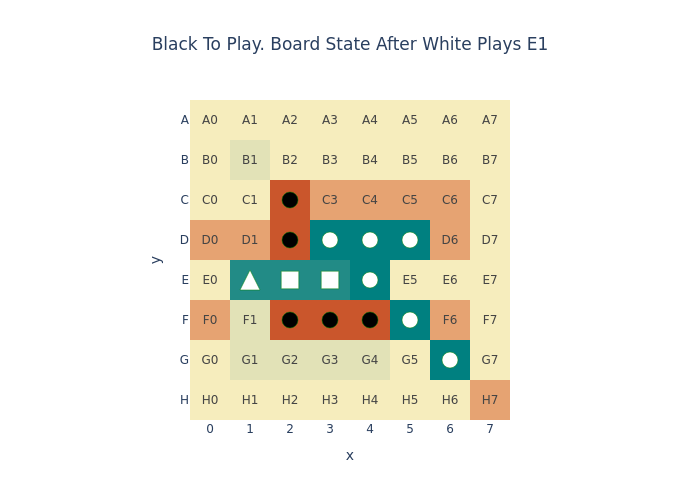 Black To Play. Board State After White Plays E1
A A0 A1 A2 A3 A4 A5 A6 A7
B B0 B1 B2 B3 B4 B5 B6 B7
C C0 C1 C3 C4 C5 C6 C7
D D0 D1 D6 D7
y
E E0 E5 E6 E7
F F0 F1 F6 F7
G G0 G1 G2 G3 G4 G5 G7
H H0 H1 H2 H3 H4 H5 H6 H7
0 1 2 3 4 5 6 7
x